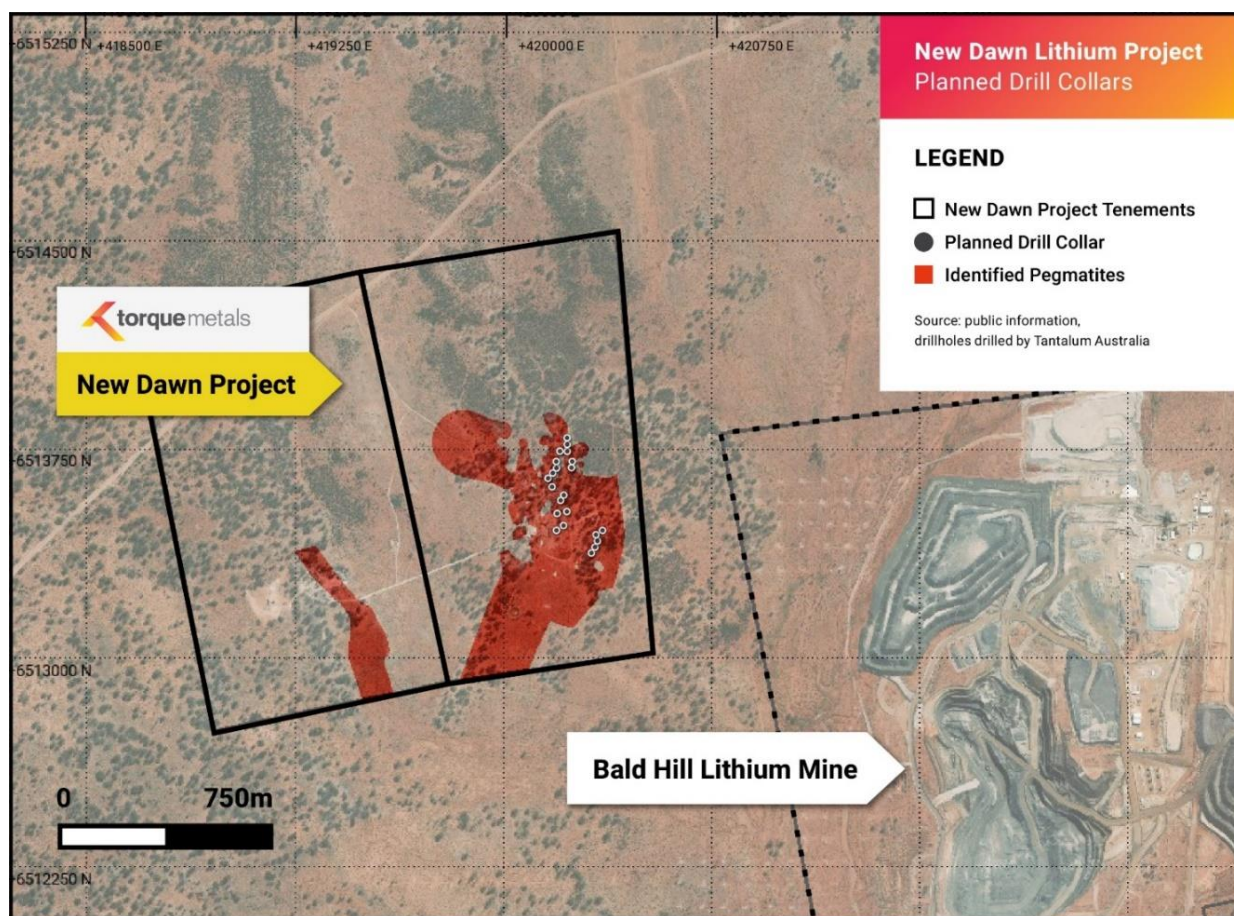 6515250 N
+418500 E
+419250 E
+420000 E
+420750 E
New Dawn Lithium Project
Planned Drill Collars
LEGEND
New Dawn Project Tenements
Planned Drill Collar
Identified Pegmatites
Source: public information,
drillholes drilled by Tantalum Australia
6514500 N
torquemetals
New Dawn Project
6513750 N
6513000 N
Bald Hill Lithium Mine
0 750m
6512250 N